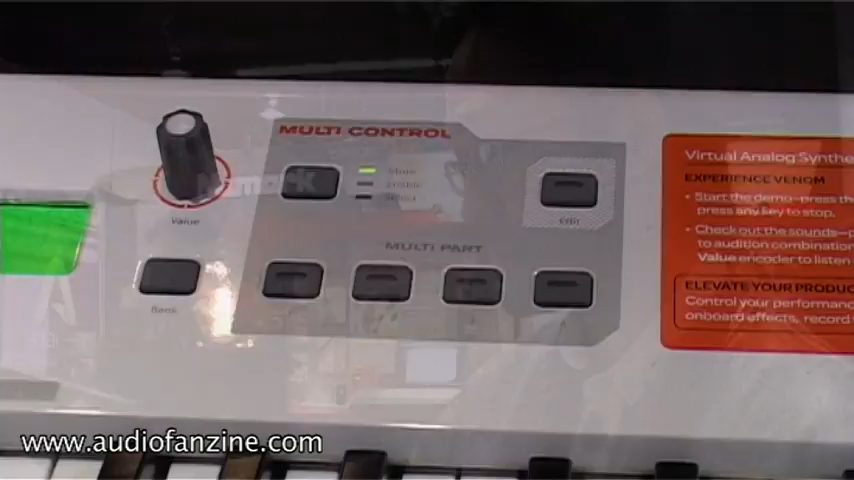 MULTI CONTROL
Mute
Enable
Value
Edit
MULTI PART
Bank
Virtual Analog Synthe
EXPERIENCE VENOM
• Start the demo–press the
press any key to stop.
• Check out the sounds–p
to audition combination
Value encoder to listen
ELEVATE YOUR PRODUC
Control your performanc
onboard effects, record
www.audiofanzine.com